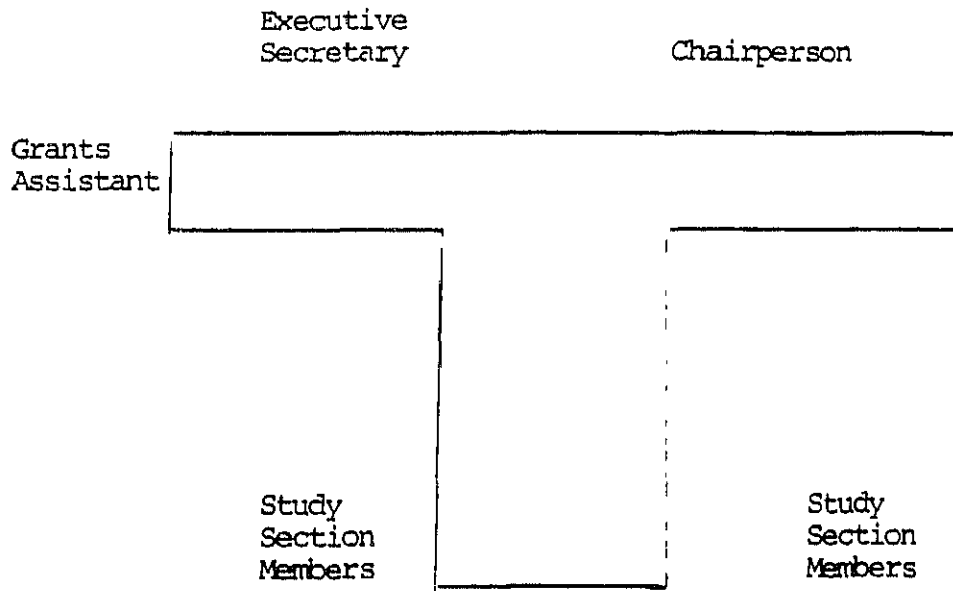 Executive
Secretary
Chairperson
Grants
Assistant
Study
Section
Members
Study
Section
Members